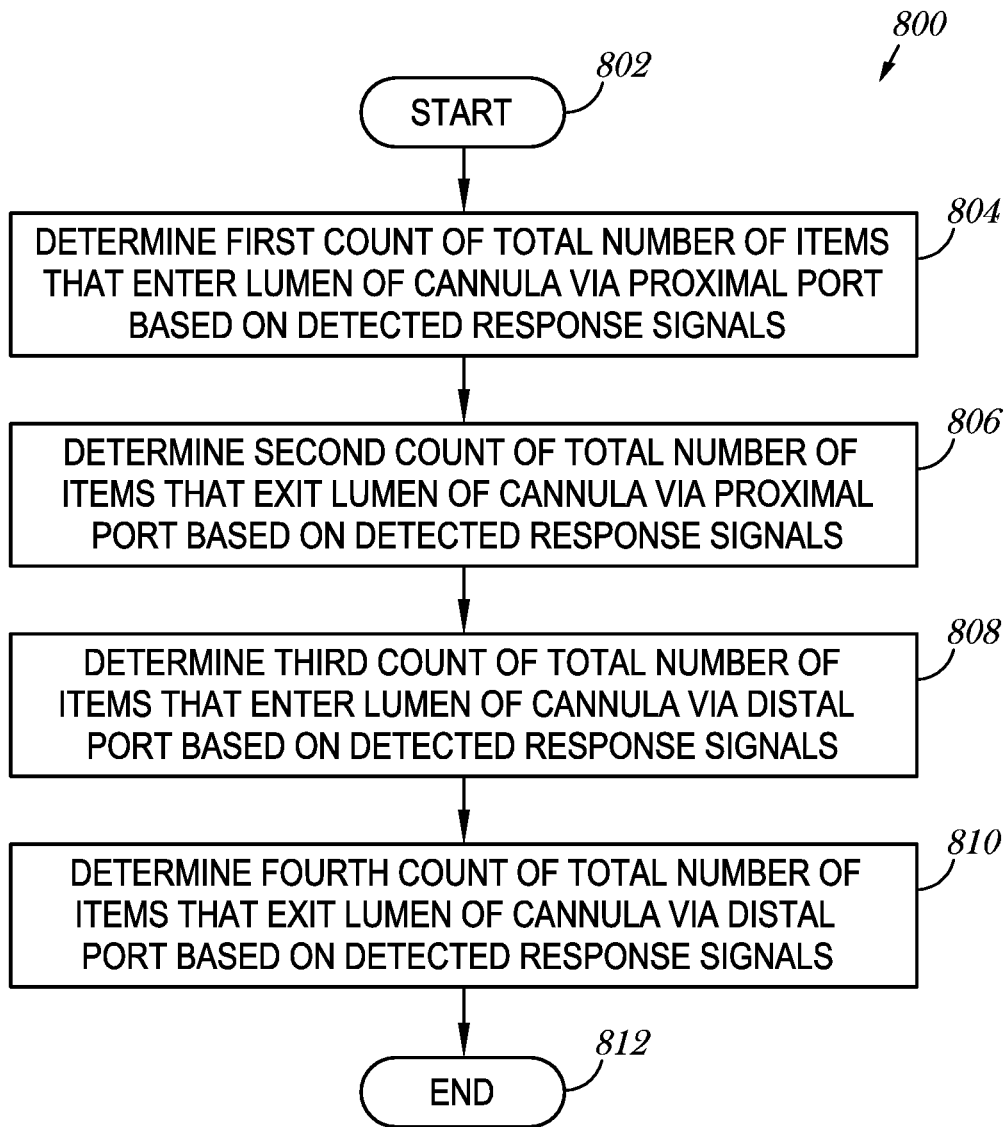 800
802
START
804
DETERMINE FIRST COUNT OF TOTAL NUMBER OF ITEMS
THAT ENTER LUMEN OF CANNULA VIA PROXIMAL PORT
BASED ON DETECTED RESPONSE SIGNALS
806
DETERMINE SECOND COUNT OF TOTAL NUMBER OF
ITEMS THAT EXIT LUMEN OF CANNULA VIA PROXIMAL
PORT BASED ON DETECTED RESPONSE SIGNALS
808
DETERMINE THIRD COUNT OF TOTAL NUMBER OF
ITEMS THAT ENTER LUMEN OF CANNULA VIA DISTAL
PORT BASED ON DETECTED RESPONSE SIGNALS
810
DETERMINE FOURTH COUNT OF TOTAL NUMBER OF
ITEMS THAT EXIT LUMEN OF CANNULA VIA DISTAL
PORT BASED ON DETECTED RESPONSE SIGNALS
812
END